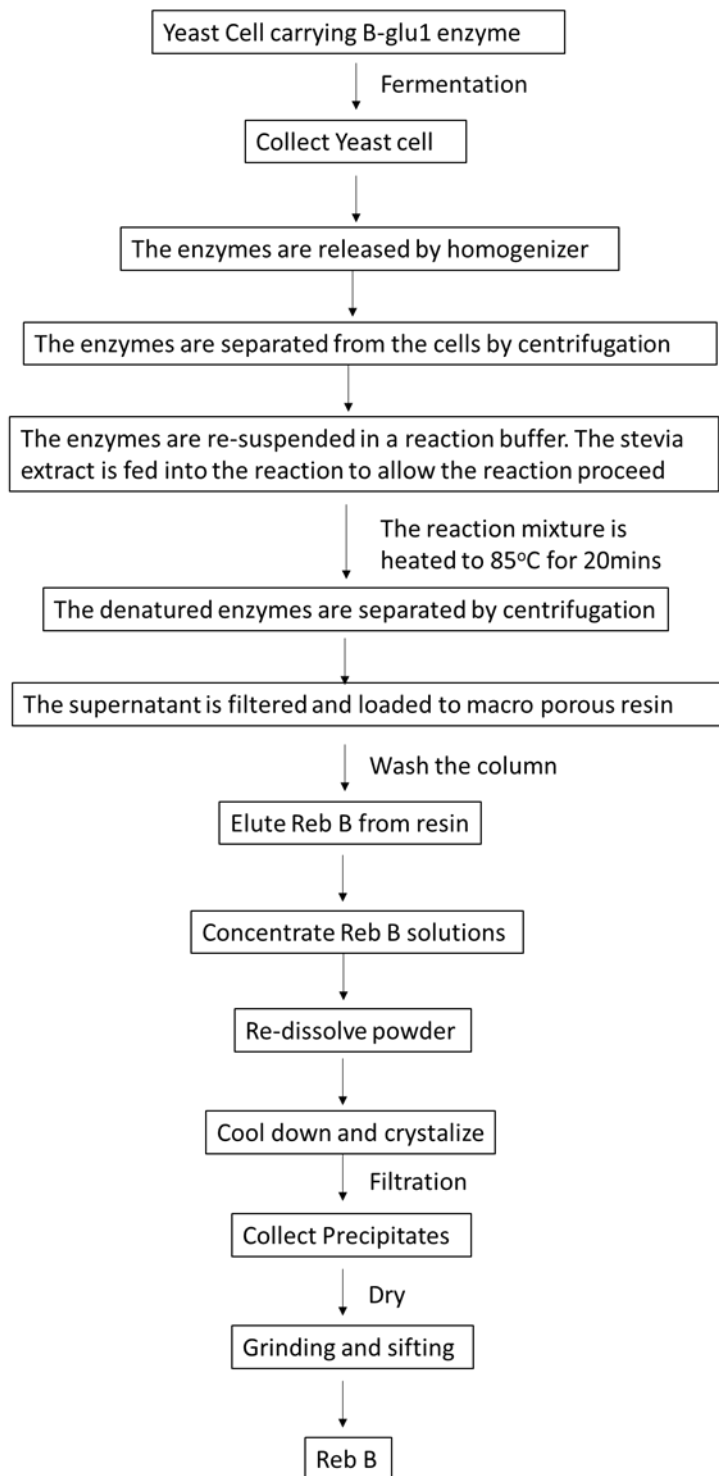 Yeast Cell carrying B-glu1 enzyme
Fermentation
Collect Yeast cell
The enzymes are released by homogenizer
The enzymes are separated from the cells by centrifugation
The enzymes are re-suspended in a reaction buffer. The stevia
extract is fed into the reaction to allow the reaction proceed
The reaction mixture is
heated to 85°C for 20mins
The denatured enzymes are separated by centrifugation
The supernatant is filtered and loaded to macro porous resin
Wash the column
Elute Reb B from resin
Concentrate Reb B solutions
Re-dissolve powder
Cool down and crystalize
Filtration
Collect Precipitates
Dry
Grinding and sifting
Reb B